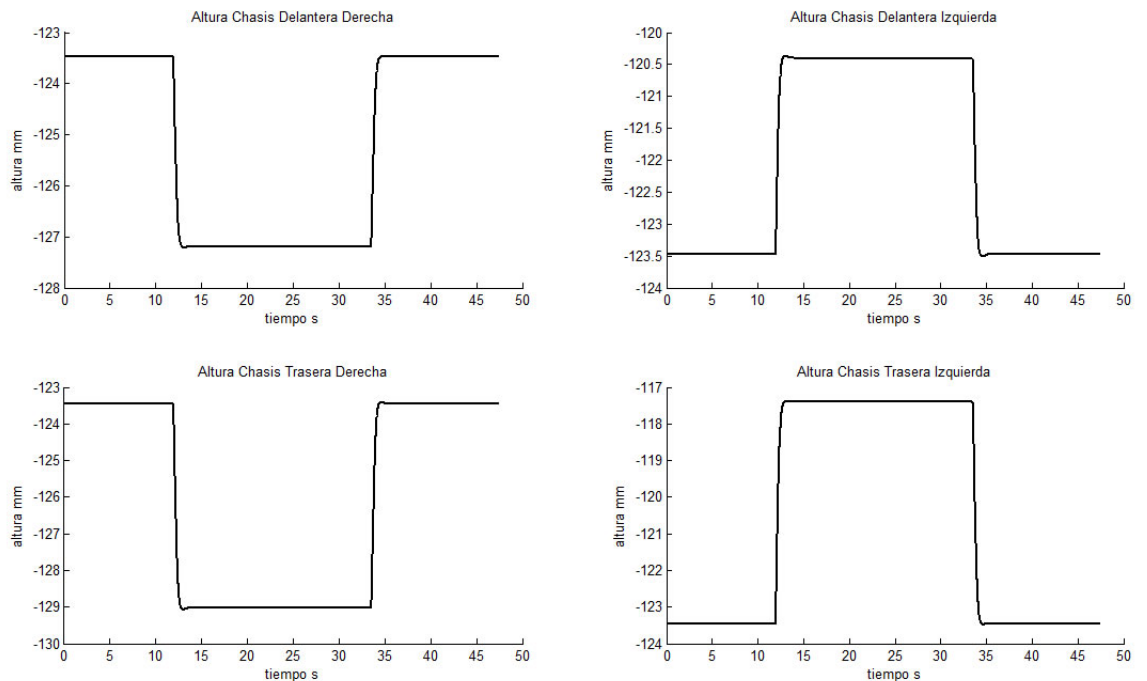 Altura Chasis Delantera Derecha
-123
-124
-125
-126
-127
-128
altura mm
0 5 10 15 20 25 30 35 40 45 50
tiempo s
Altura Chasis Delantera Izquierda
-120
-120.5
-121
-121.5
-122
-122.5
-123
-123.5
-124
altura mm
0 5 10 15 20 25 30 35 40 45 50
tiempo s
Altura Chasis Trasera Derecha
-123
-124
-125
-126
-127
-128
-129
-130
altura mm
0 5 10 15 20 25 30 35 40 45 50
tiempo s
Altura Chasis Trasera Izquierda
-117
-118
-119
-120
-121
-122
-123
-124
altura mm
0 5 10 15 20 25 30 35 40 45 50
tiempo s